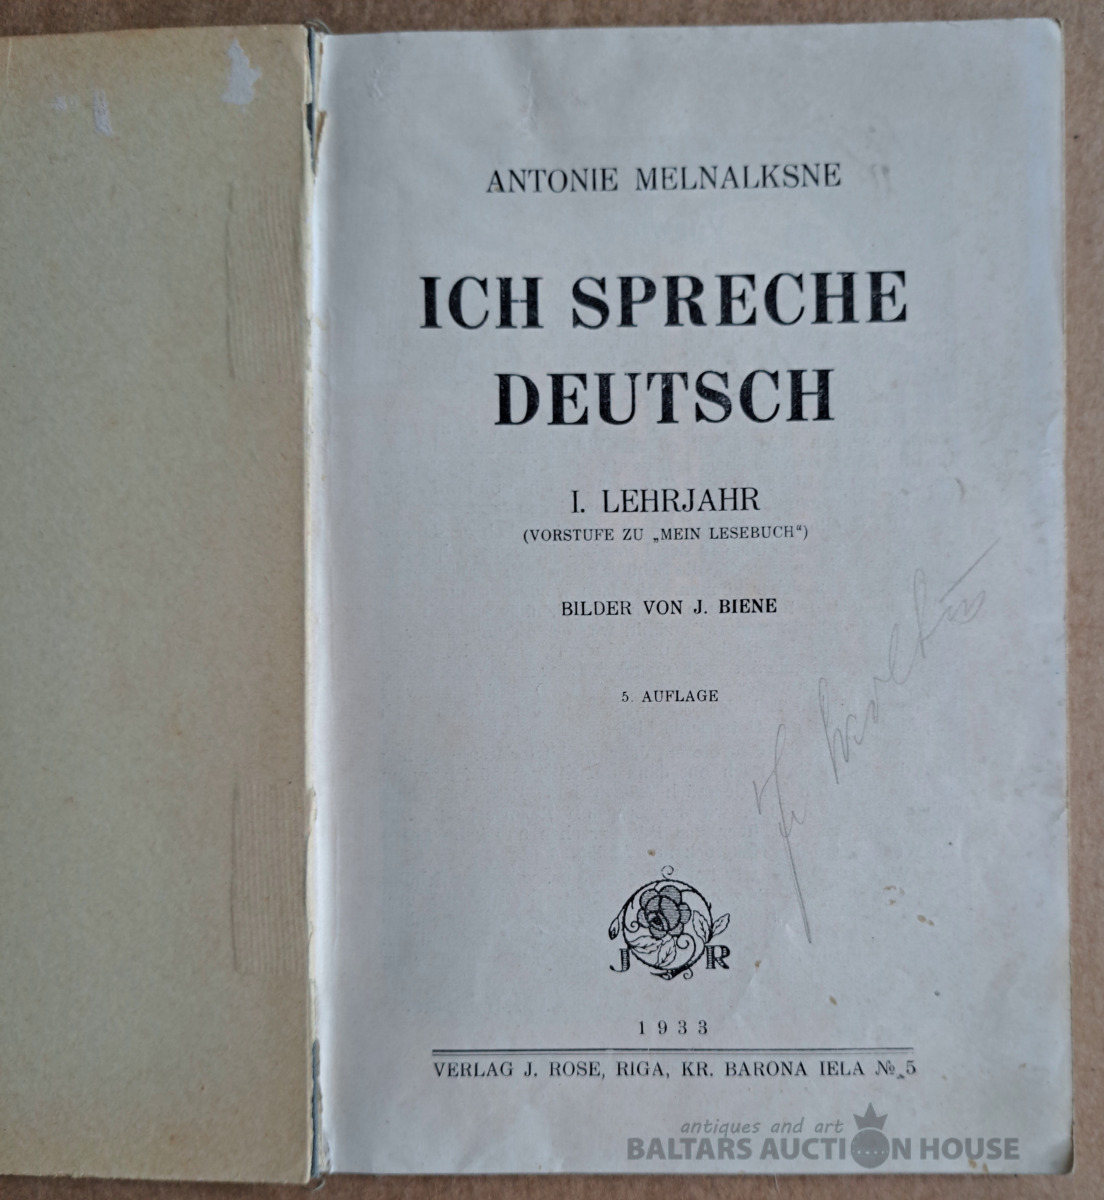 ANTONIE MELNALKSNE
ICH SPRECHE
DEUTSCH
I. LEHRJAHR
(VORSTUFE ZU „MEIN LESEBUCH“)
BILDER VON J. BIENE
5. AUFLAGE
J R
1933
VERLAG J. ROSE, RIGA, KR. BARONA IELA № 5
antiques and art
BALTARS AUCTION HOUSE